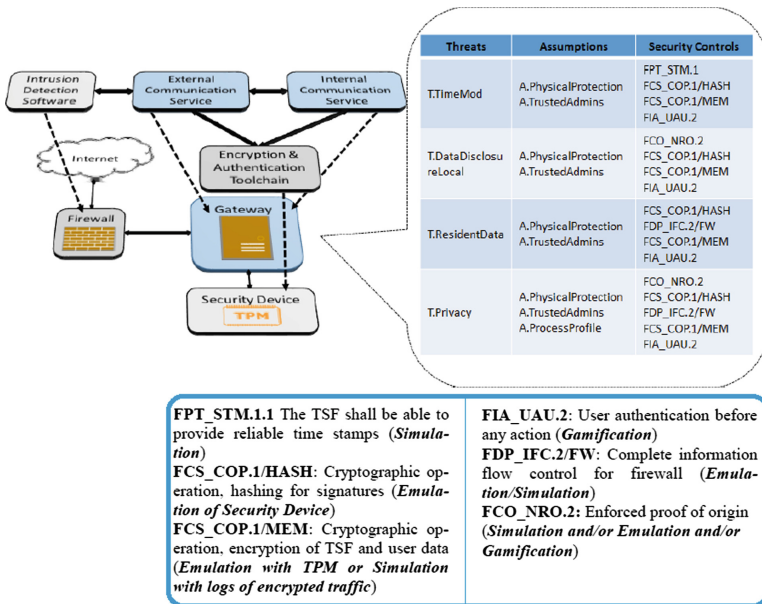 Intrusion
Detection
Software
External
Communication
Service
Internal
Communication
Service
Internet
Encryption &
Authentication
Toolchain
Firewall
Gateway
Security Device
TPM
Threats Assumptions Security Controls
T.TimeMod
A.PhysicalProtection
A.TrustedAdmins
FPT_STM.1
FCS_COP.1/HASH
FCS_COP.1/MEM
FIA_UAU.2
T.DataDisclosu
ureLocal
A.PhysicalProtection
A.TrustedAdmins
FCO_NRO.2
FCS_COP.1/HASH
FCS_COP.1/MEM
FIA_UAU.2
T.ResidentData
A.PhysicalProtection
A.TrustedAdmins
FCS_COP.1/HASH
FDP_IFC.2/FW
FCS_COP.1/MEM
FIA_UAU.2
T.Privacy
A.PhysicalProtection
A.TrustedAdmins
A.ProcessProfile
FCO_NRO.2
FCS_COP.1/HASH
FDP_IFC.2/FW
FCS_COP.1/MEM
FIA_UAU.2
FPT_STM.1.1 The TSF shall be able to
provide reliable time stamps (Simula-
tion)
FCS_COP.1/HASH: Cryptographic op-
eration, hashing for signatures (Emula-
tion of Security Device)
FCS_COP.1/MEM: Cryptographic op-
eration, encryption of TSF and user data
(Emulation with TPM or Simulation
with logs of encrypted traffic)
FIA_UAU.2: User authentication before
any action (Gamification)
FDP_IFC.2/FW: Complete information
flow control for firewall (Emula-
tion/Simulation)
FCO_NRO.2: Enforced proof of origin
(Simulation and/or Emulation and/or
Gamification)